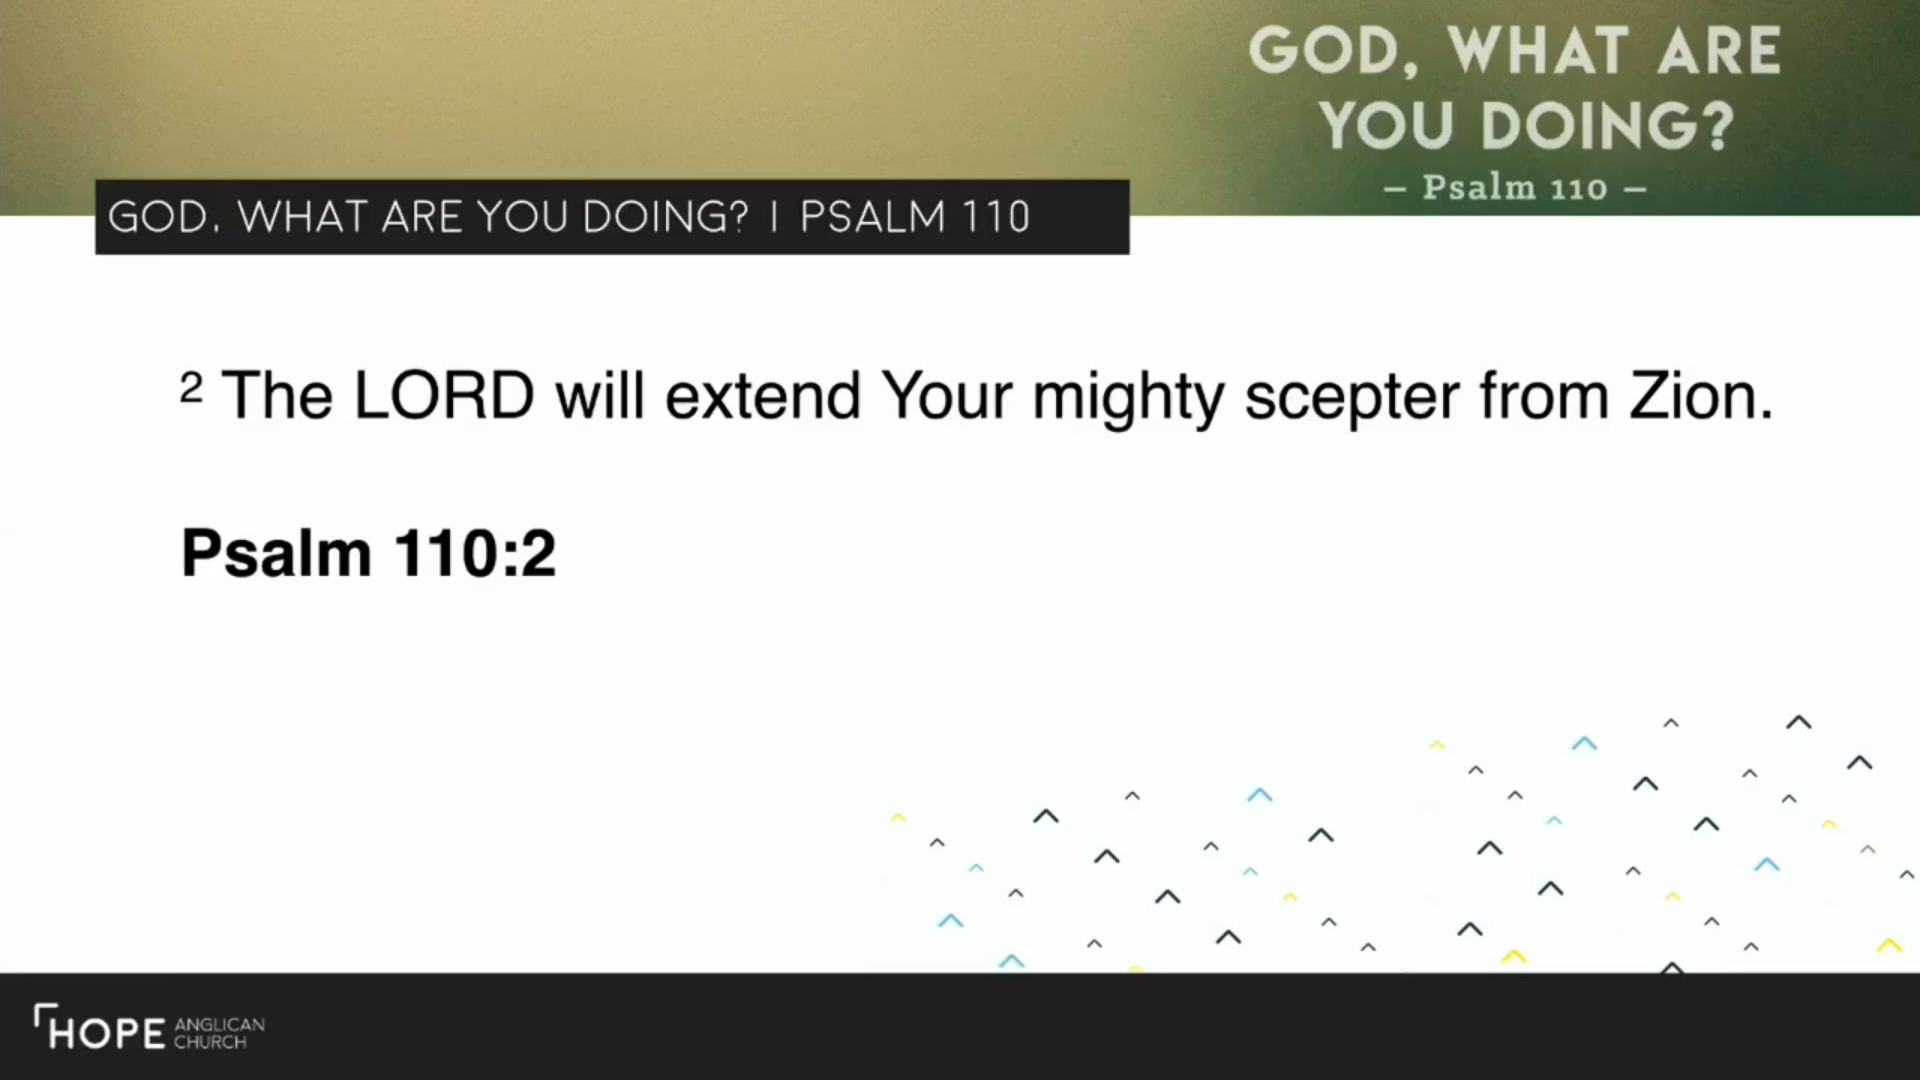 GOD, WHAT ARE
YOU DOING?
– Psalm 110 –
GOD, WHAT ARE YOU DOING? | PSALM 110
2 The LORD will extend Your mighty scepter from Zion.
Psalm 110:2
HOPE ANGLICAN
CHURCH